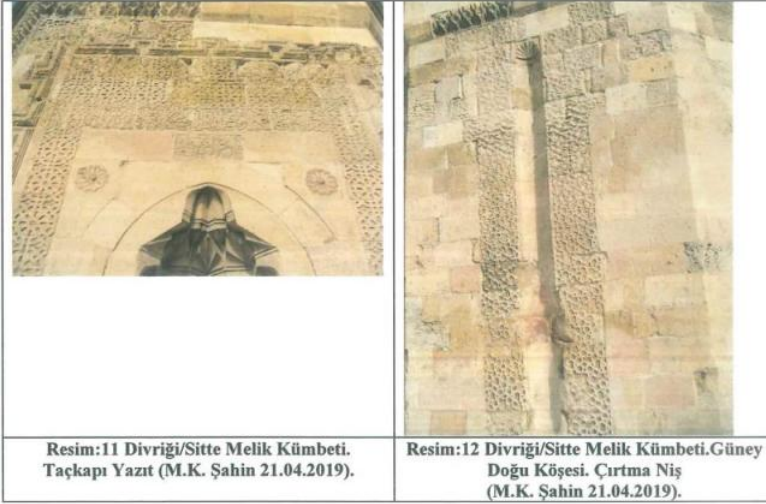 Resim:11 Divriği/Sitte Melik Kümbeti.
Taçkapı Yazıt (M.K. Şahin 21.04.2019).
Resim:12 Divriği/Sitte Melik Kümbeti.Güney
Doğu Köşesi. Çırtma Niş
(M.K. Şahin 21.04.2019).